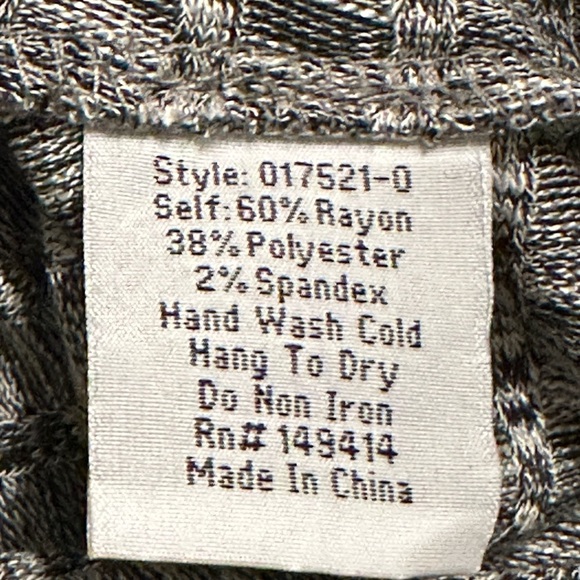 Style: 017521-0
Self:60% Rayon
38% Polyester
2% Spandex
Hand Wash Cold
Hang To Dry
Do Non Iron
Rn# 149414
Made In China